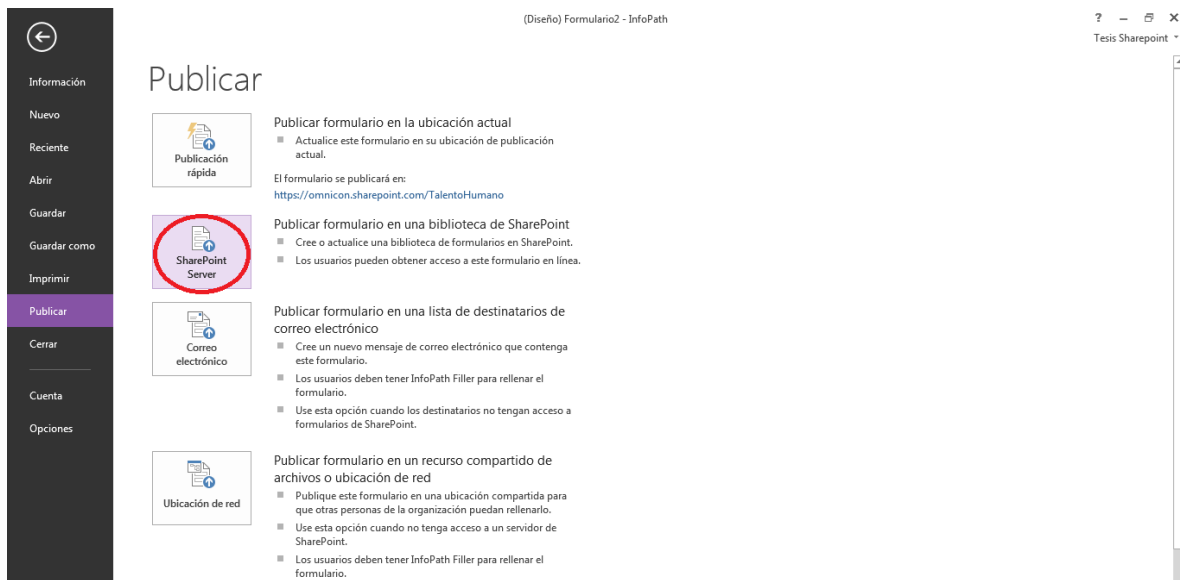 (Diseño) Formulario2 - InfoPath
Tesis Sharepoint
Información
Nuevo
Reciente
Abrir
Guardar
Guardar como
Imprimir
Publicar
Cerrar
Cuenta
Opciones
Publicar
Publicación
rápida
Publicar formulario en la ubicación actual
Actualice este formulario en su ubicación de publicación
actual.
El formulario se publicará en:
https://omnicon.sharepoint.com/TalentoHumano
SharePoint
Server
Publicar formulario en una biblioteca de SharePoint
Cree o actualice una biblioteca de formularios en SharePoint.
Los usuarios pueden obtener acceso a este formulario en línea.
Correo
electrónico
Publicar formulario en una lista de destinatarios de
correo electrónico
Cree un nuevo mensaje de correo electrónico que contenga
este formulario.
Los usuarios deben tener InfoPath Filler para rellenar el
formulario.
Use esta opción cuando los destinatarios no tengan acceso a
formularios de SharePoint.
Ubicación de red
Publicar formulario en un recurso compartido de
archivos o ubicación de red
Publique este formulario en una ubicación compartida para
que otras personas de la organización puedan rellenarlo.
Use esta opción cuando no tenga acceso a un servidor de
SharePoint.
Los usuarios deben tener InfoPath Filler para rellenar el
formulario.